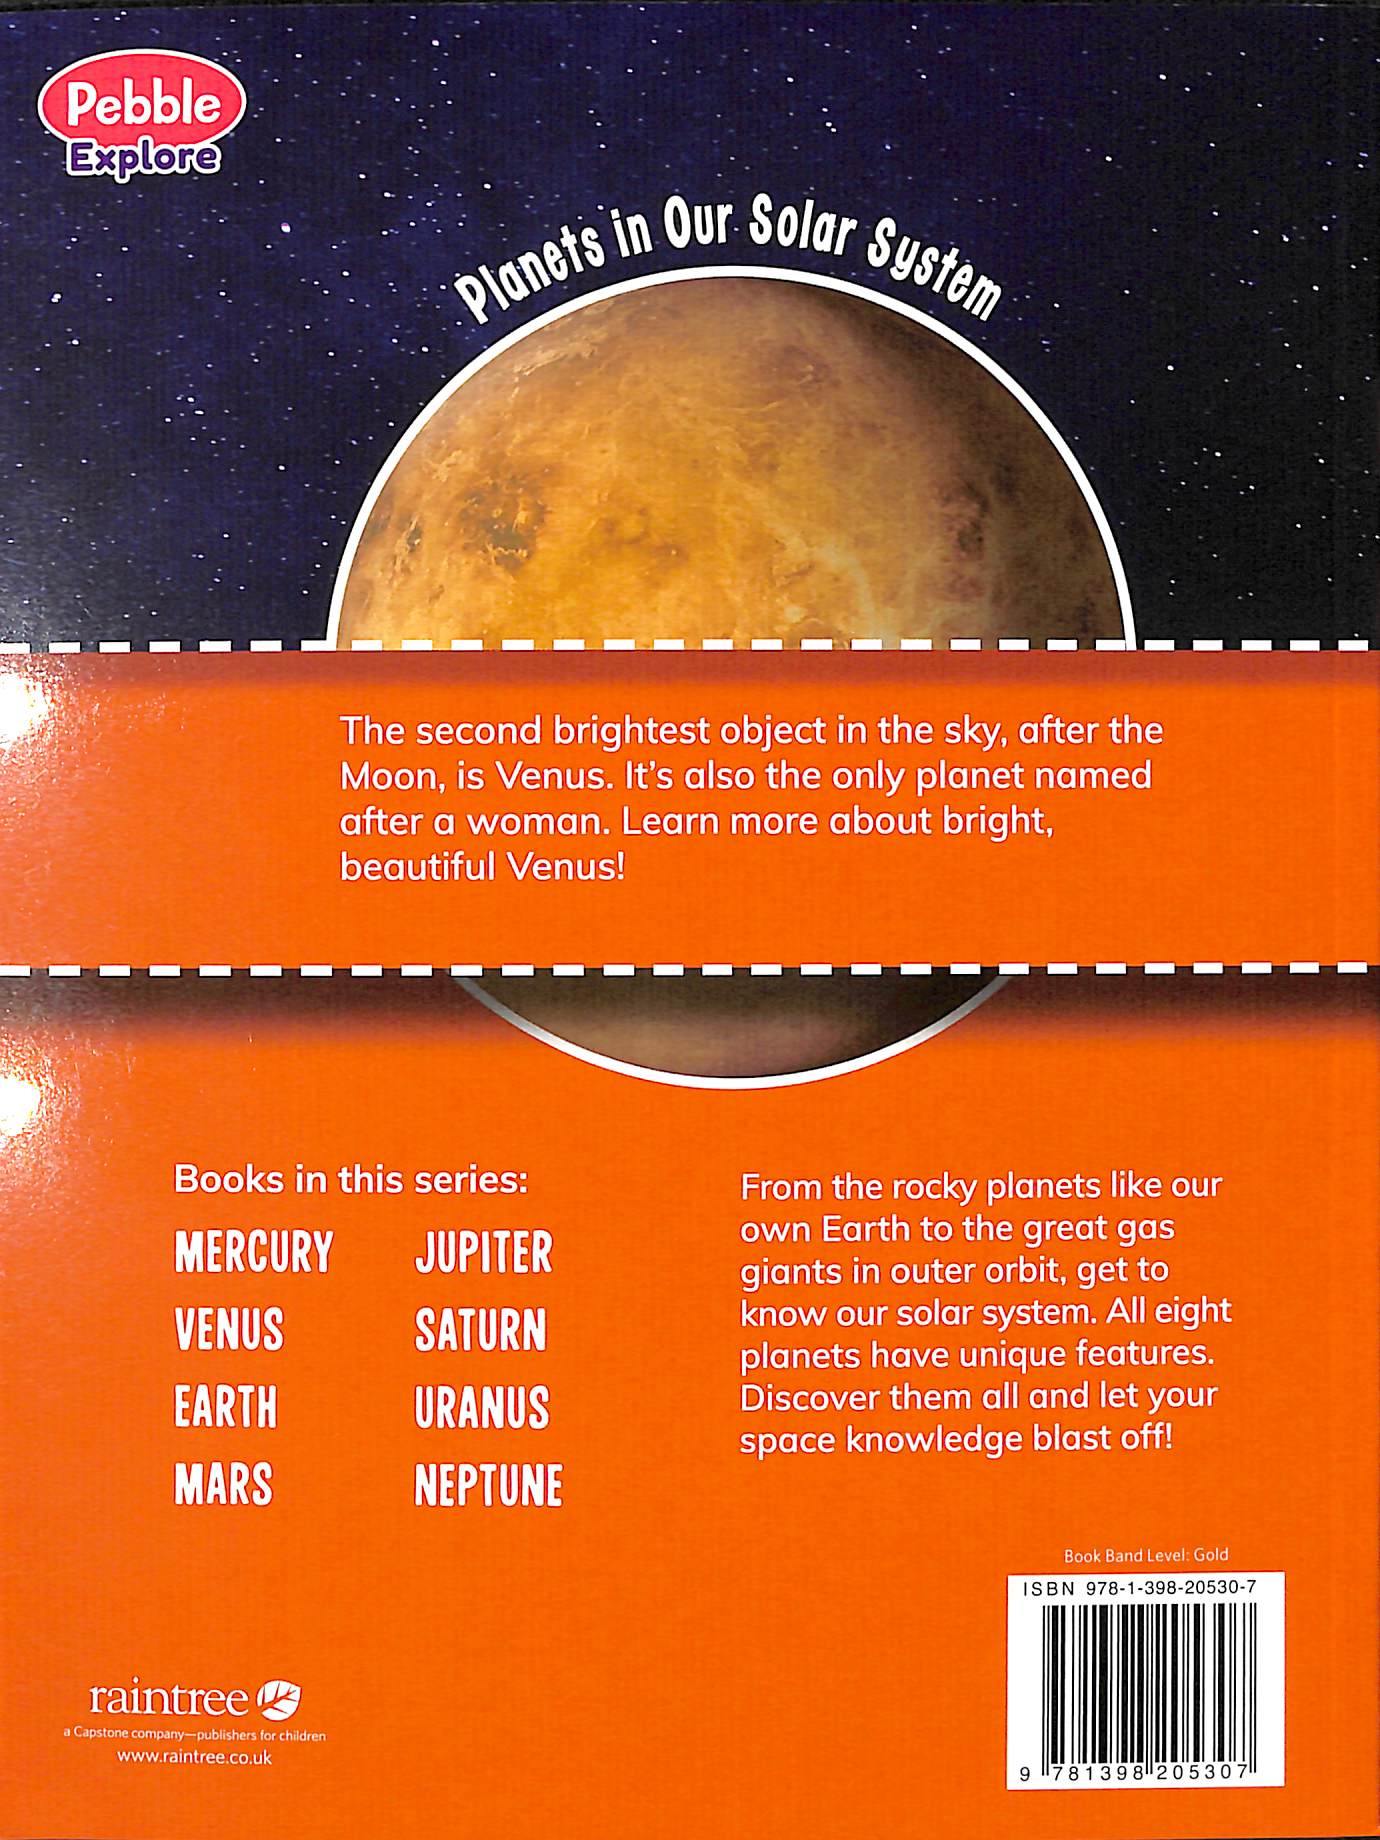 Pebble
Explore
Planets in Our Solar System
The second brightest object in the sky, after the
Moon, is Venus. It's also the only planet named
after a woman. Learn more about bright,
beautiful Venus!
Books in this series:
MERCURY
VENUS
EARTH
MARS
JUPITER
SATURN
URANUS
NEPTUNE
From the rocky planets like our
own Earth to the great gas
giants in outer orbit, get to
know our solar system. All eight
planets have unique features.
Discover them all and let your
space knowledge blast off!
Book Band Level: Gold
ISBN 978-1-398-20530-7
9 781398 205307
raintree
a Capstone company—publishers for children
www.raintree.co.uk